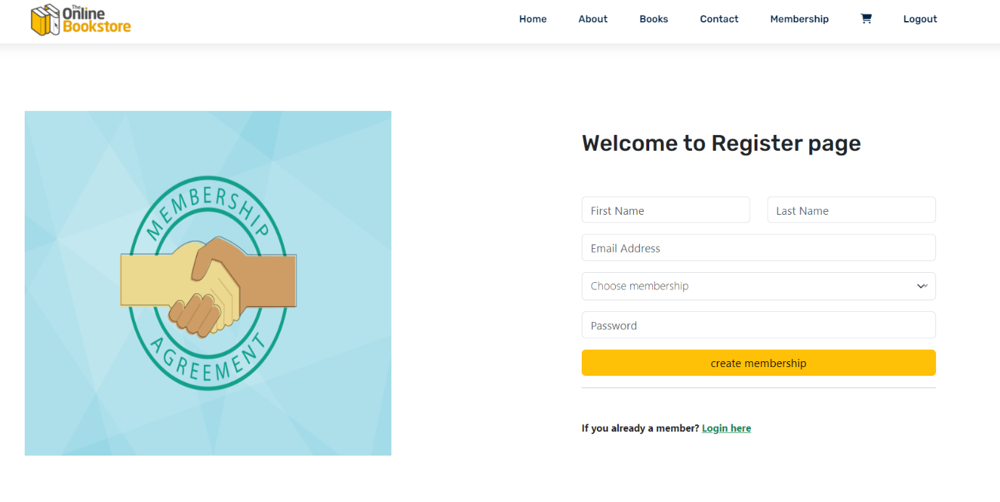 The
Online
Bookstore
Home About Books Contact Membership Logout
MEMBERSHIP
AGREEMENT
Welcome to Register page
First Name Last Name
Email Address
Choose membership
Password
create membership
If you already a member? Login here